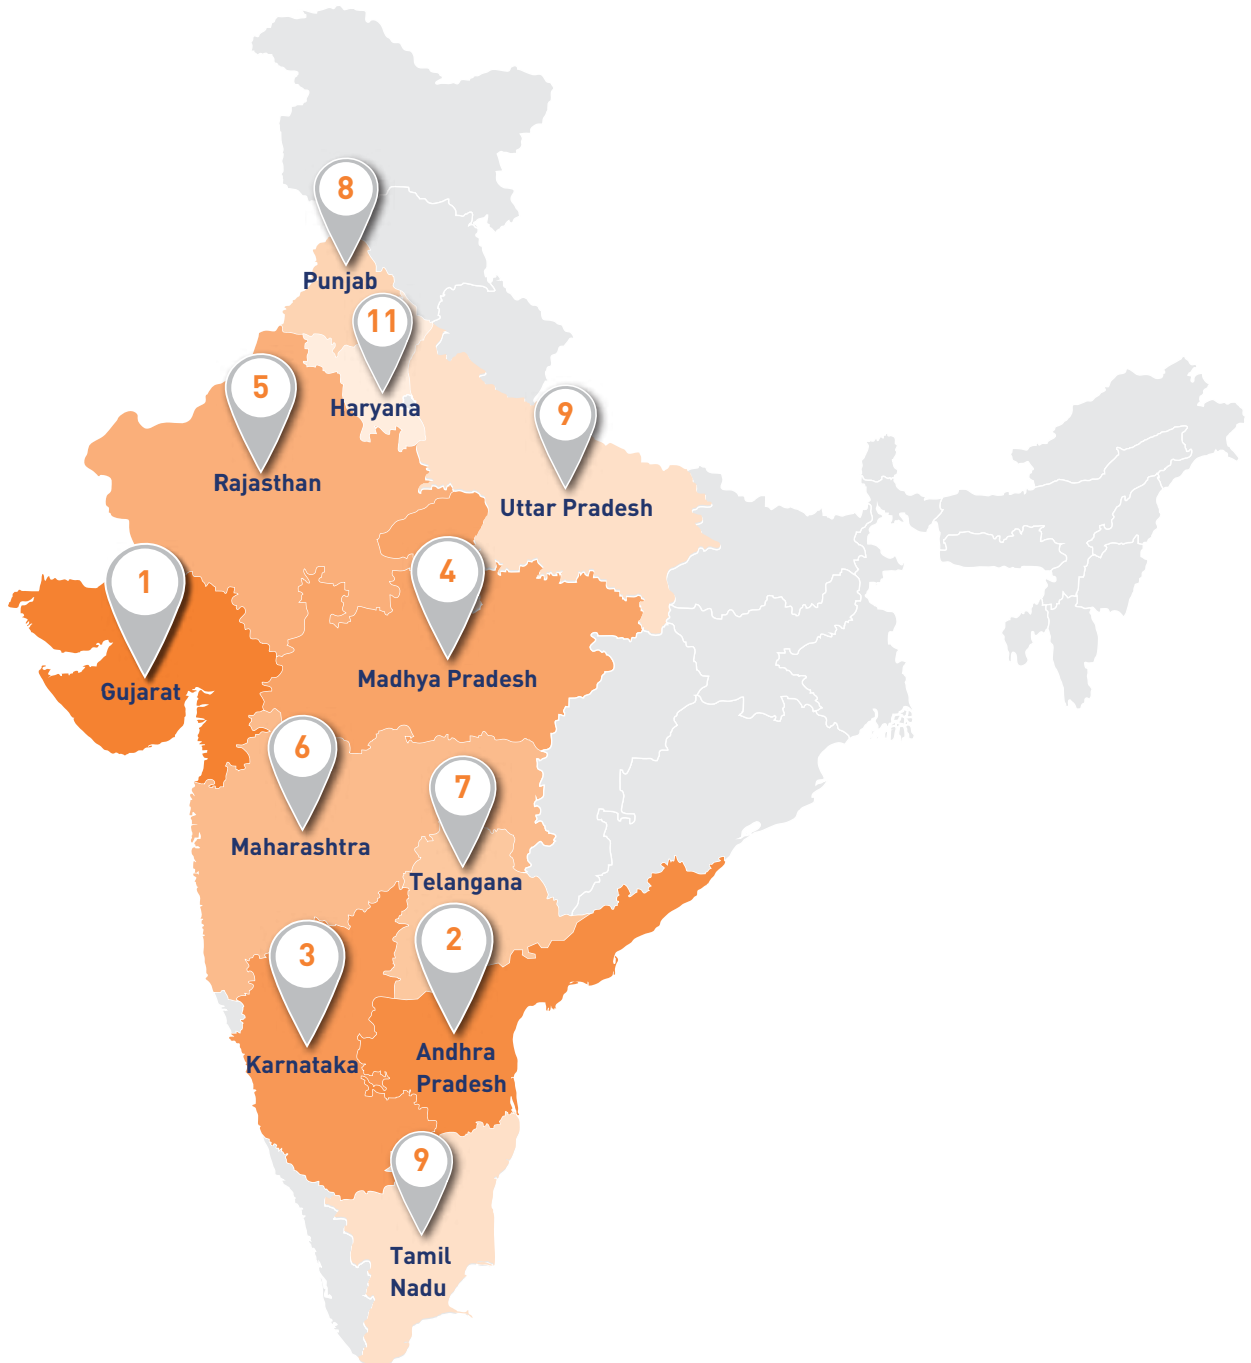 8
Punjab
11
Haryana
5
Rajasthan
9
Uttar Pradesh
1
Gujarat
4
Madhya Pradesh
6
Maharashtra
7
Telangana
3
Karnataka
2
Andhra
Pradesh
9
Tamil
Nadu